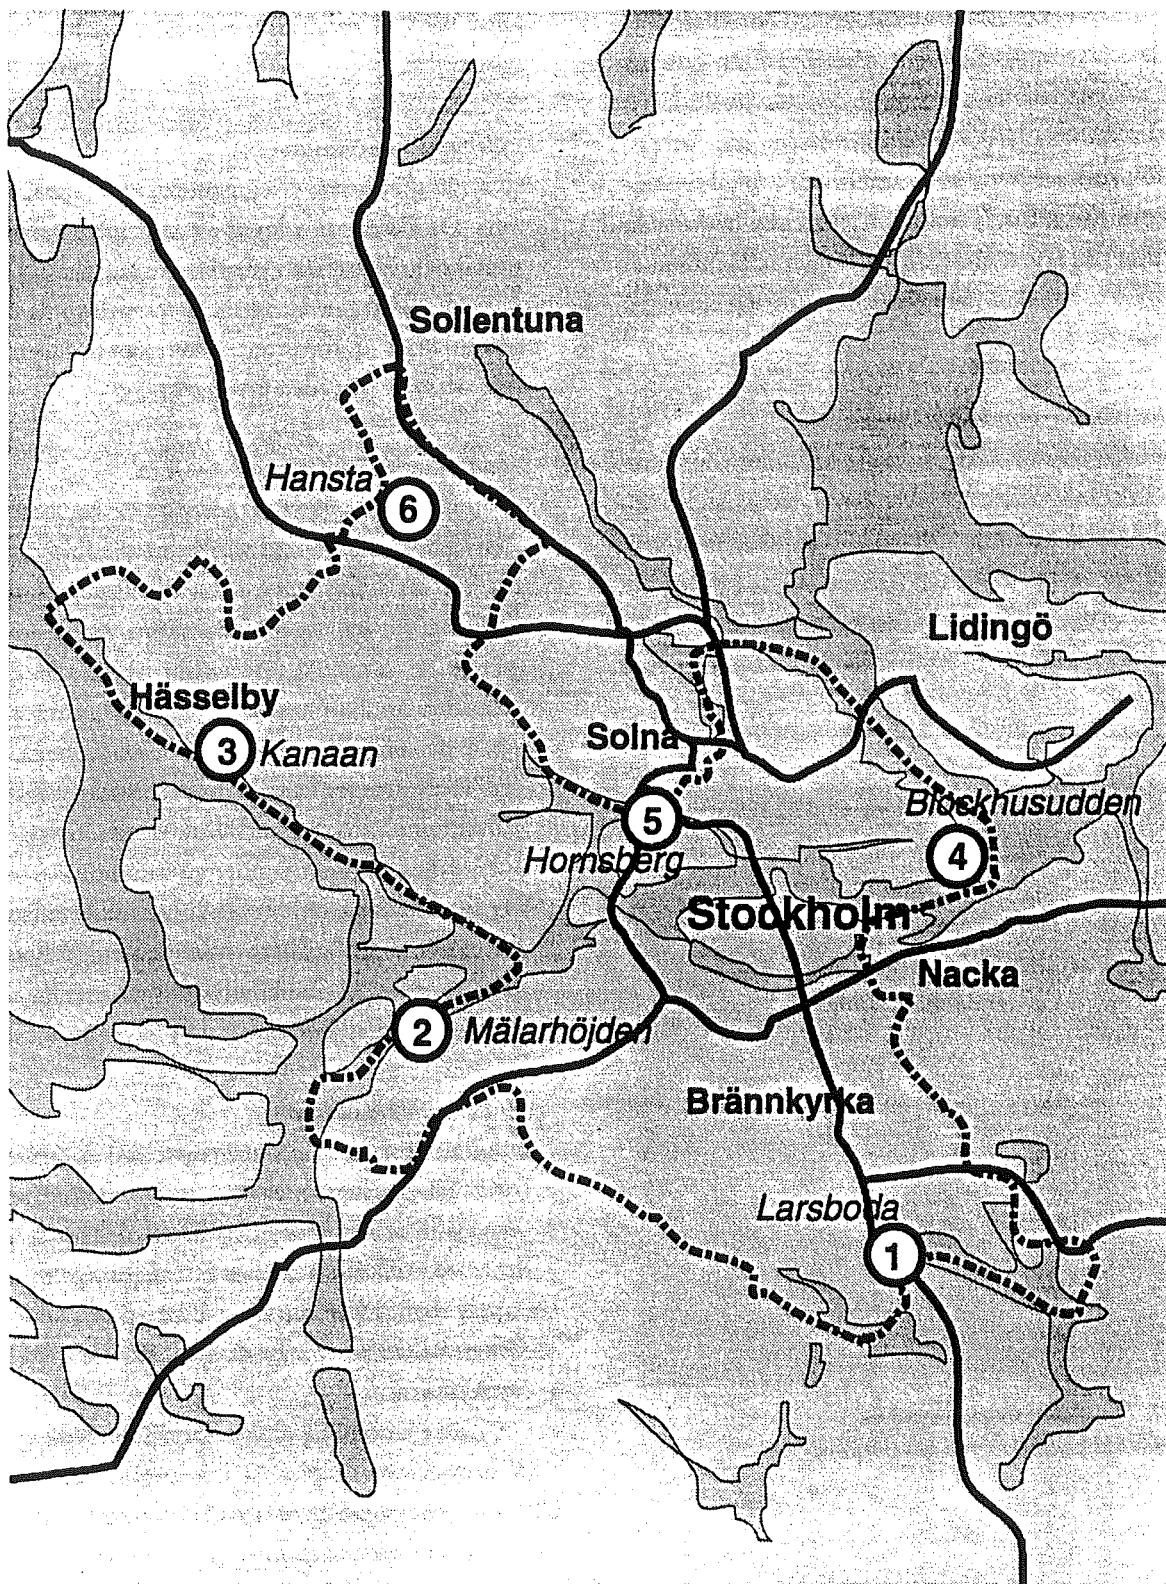 Sollentuna
Hansta
6
Lidingö
Hässelby
3
Kanaan
Solna
5
Blockhusudden
Hornsberg
4
Stockholm
Nacka
2
Mälarhöjden
Brännkyrka
Larsboda
1